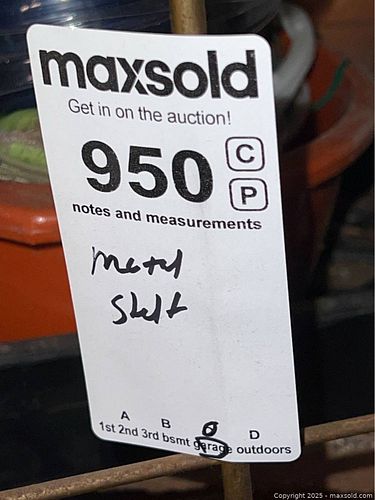 maxsold
Get in on the auction!
950
C
P
notes and measurements
metal
Shelf
A B D
1st 2nd 3rd bsmt garage outdoors
Copyright 2025 - maxsold.com